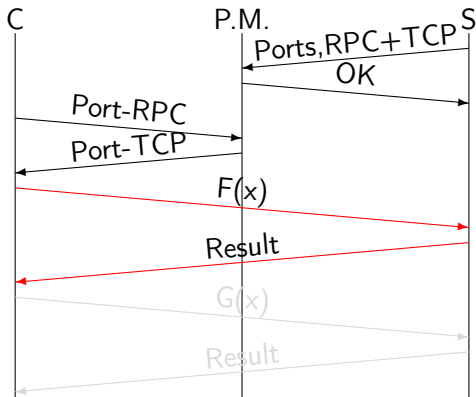 C P.M. S
Ports,RPC+TCP
OK
Port-RPC
Port-TCP
F(x)
Result
G(x)
Result